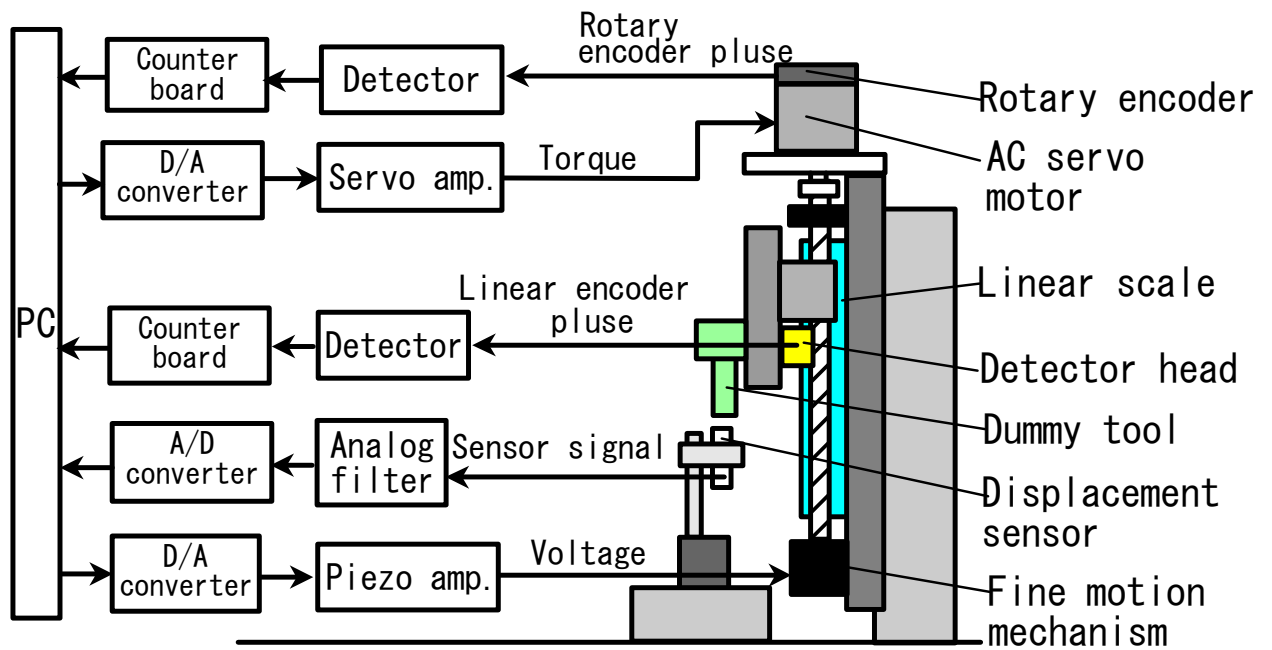 Rotary
encoder pluse
Counter
board
Detector
Rotary encoder
D/A
converter
Servo amp.
Torque
AC servo
motor
PC
Linear encoder
pluse
Linear scale
Counter
board
Detector
Detector head
Dummy tool
A/D
converter
Analog
filter
Sensor signal
Displacement
sensor
D/A
converter
Piezo amp.
Voltage
Fine motion
mechanism